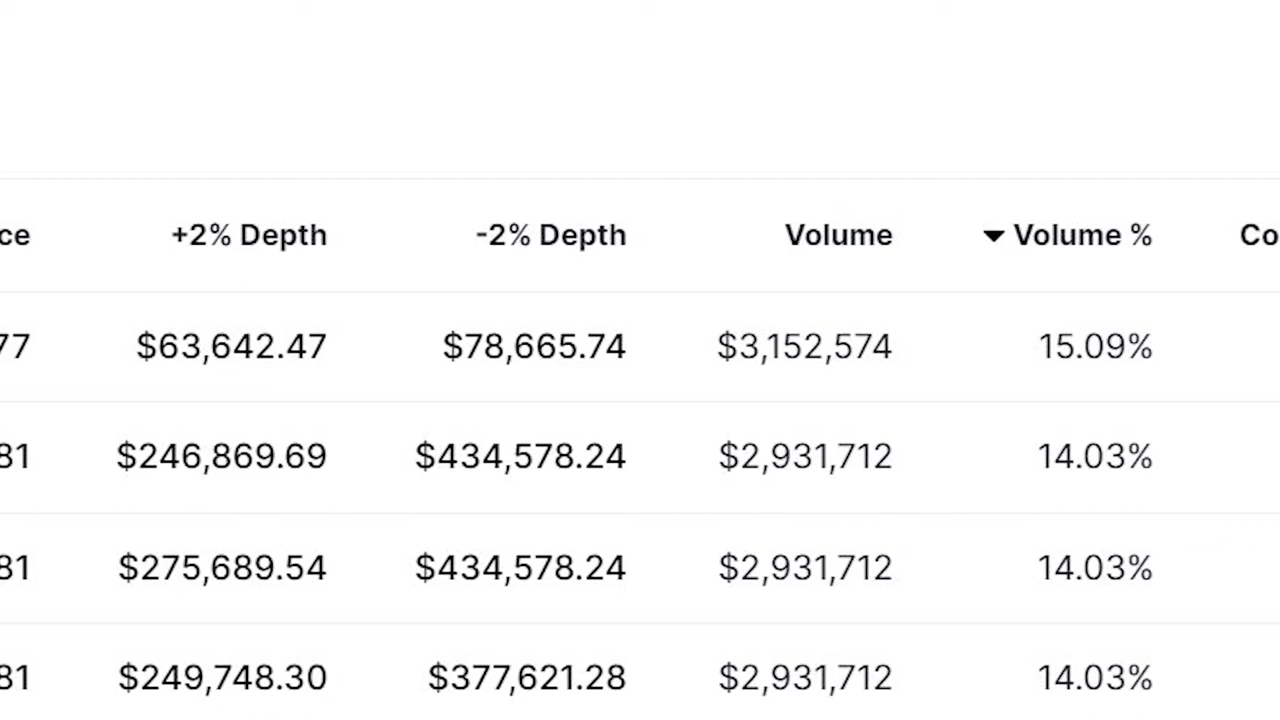 ce +2% Depth -2% Depth Volume Volume % Co
77 $63,642.47 $78,665.74 $3,152,574 15.09%
81 $246,869.69 $434,578.24 $2,931,712 14.03%
81 $275,689.54 $434,578.24 $2,931,712 14.03%
81 $249,748.30 $377,621.28 $2,931,712 14.03%